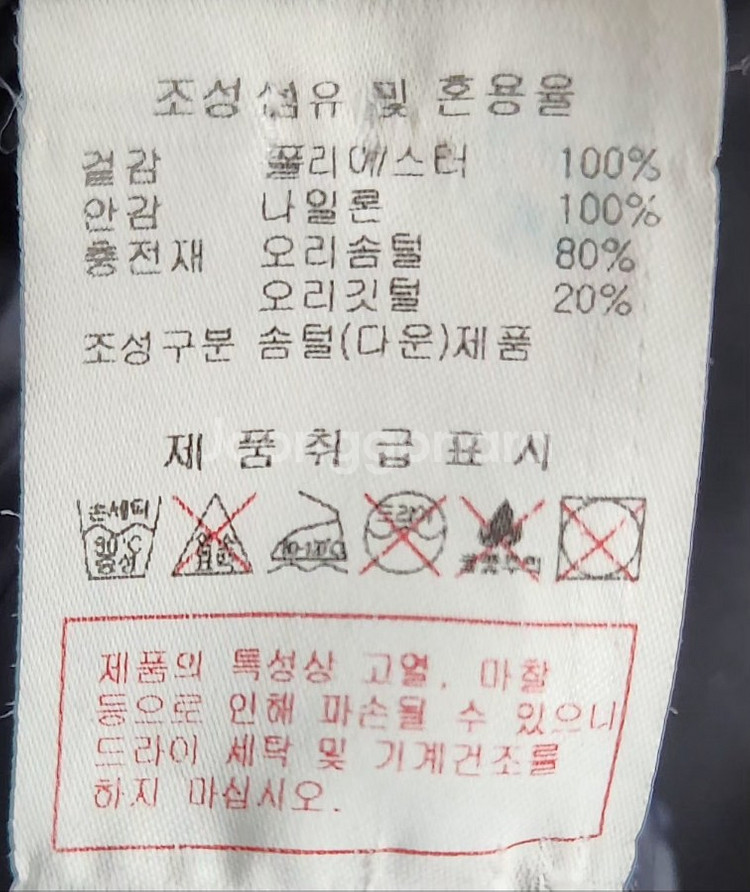 조성섬유 및 혼용율
겉감 폴리에스터 100%
안감 나일론 100%
충전재 오리솜털 80%
오리깃털 20%
조성구분 솜털(다운)제품
제품취급표시
손세탁
30°C
중성
염소
표백
드라이
제품의 특성상 고열, 마찰
등으로 인해 파손될 수 있으니
드라이 세탁 및 기계건조를
하지 마십시오.